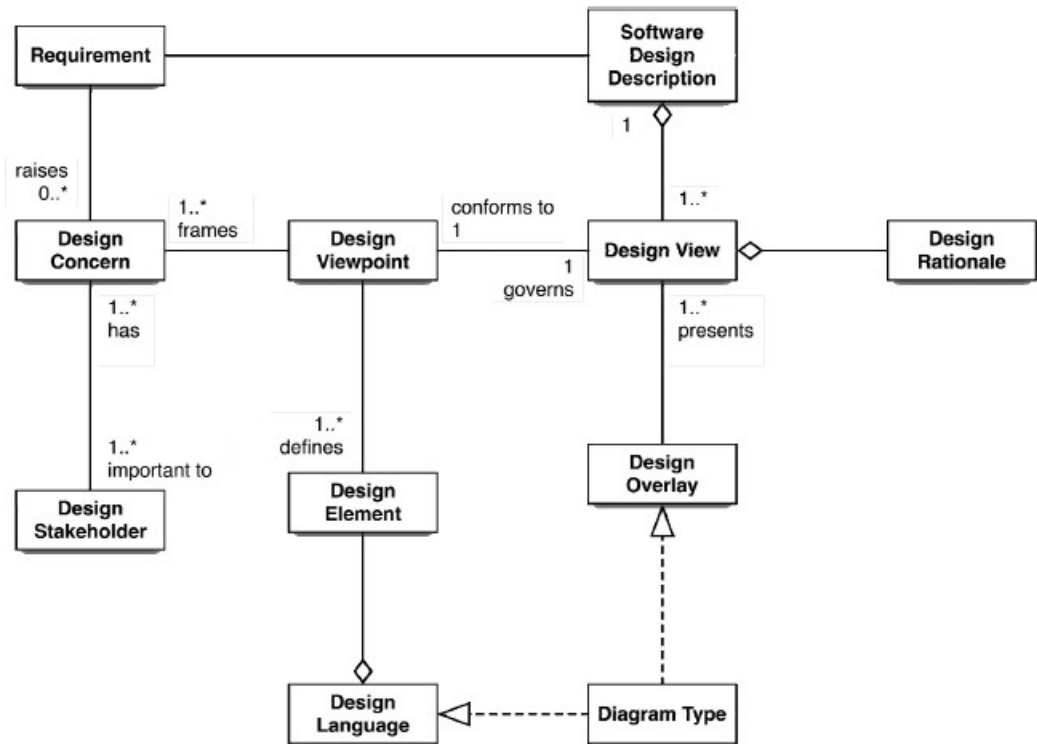 Requirement
Software
Design
Description
1
raises
0..*
1..*
frames
conforms to
1
1..*
Design
Concern
Design
Viewpoint
Design View
Design
Rationale
1
governs
1..*
has
1..*
presents
1..*
defines
1..*
important to
Design
Overlay
Design
Stakeholder
Design
Element
Design
Language
Diagram Type